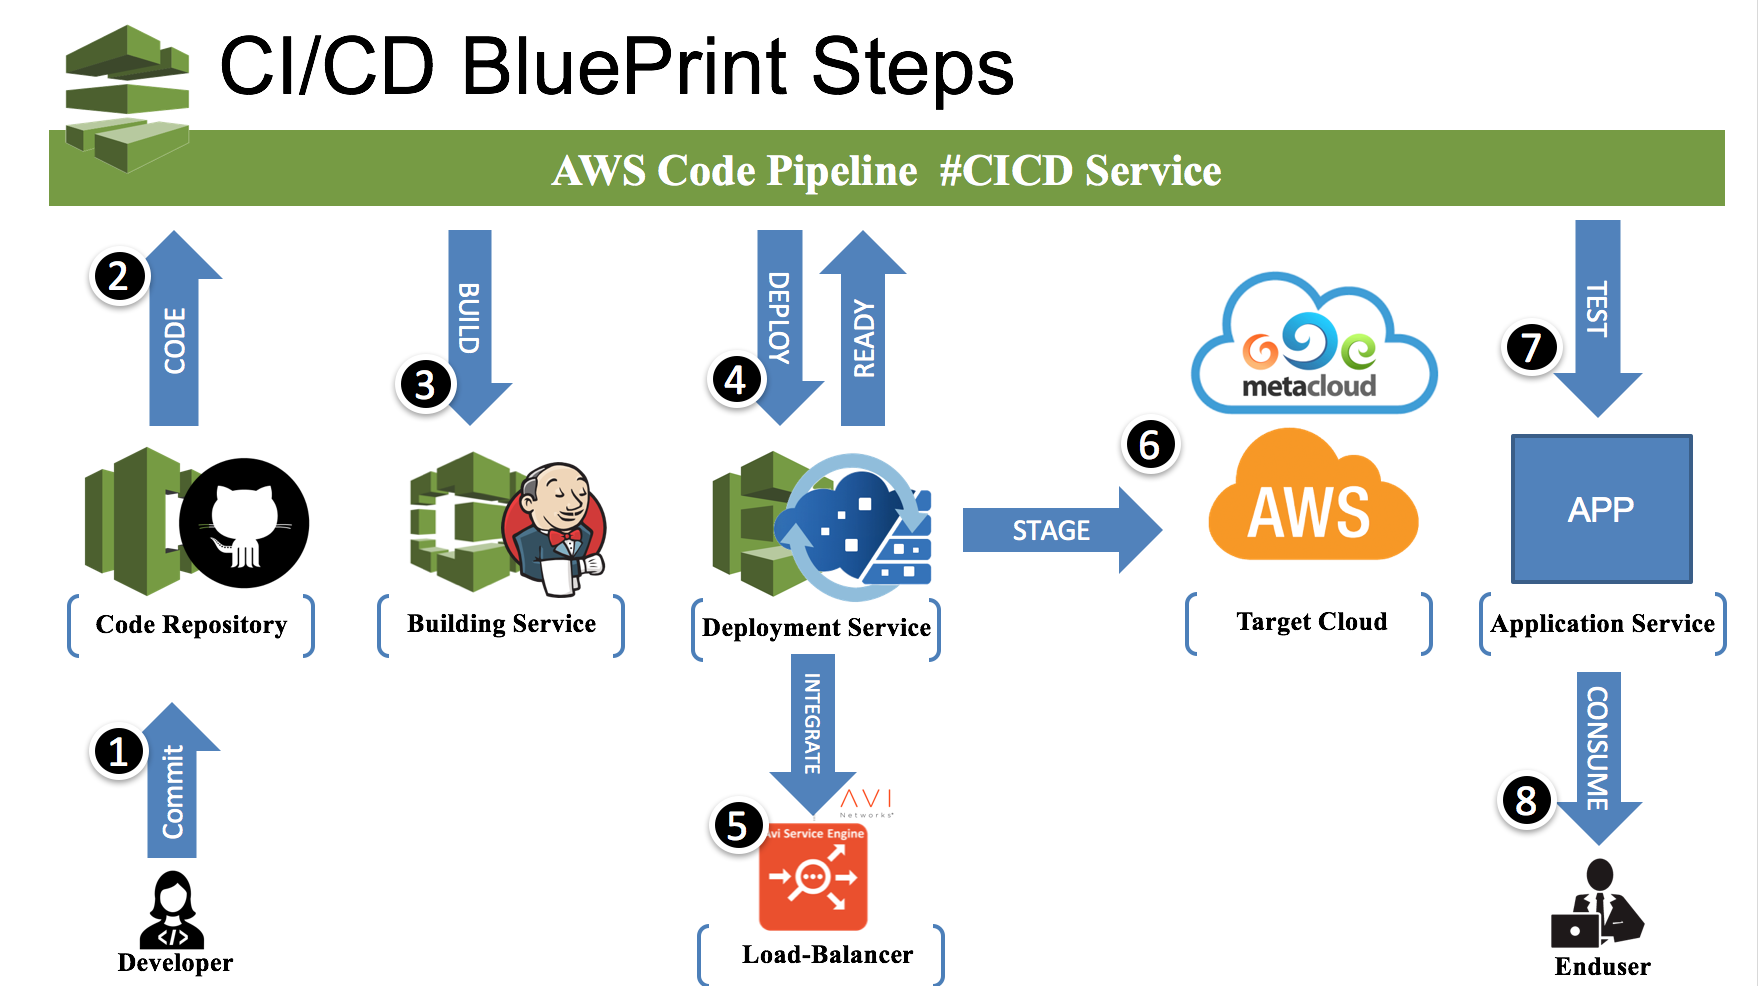 CI/CD BluePrint Steps
AWS Code Pipeline #CICD Service
2
CODE
BUILD
3
DEPLOY
4
READY
metacloud
TEST
7
6
AWS
STAGE
APP
Code Repository
Building Service
Deployment Service
Target Cloud
Application Service
1
Commit
INTEGRATE
CONSUME
8
AVI
Networks
5
Avi Service Engine
Developer
</>
Load-Balancer
Enduser